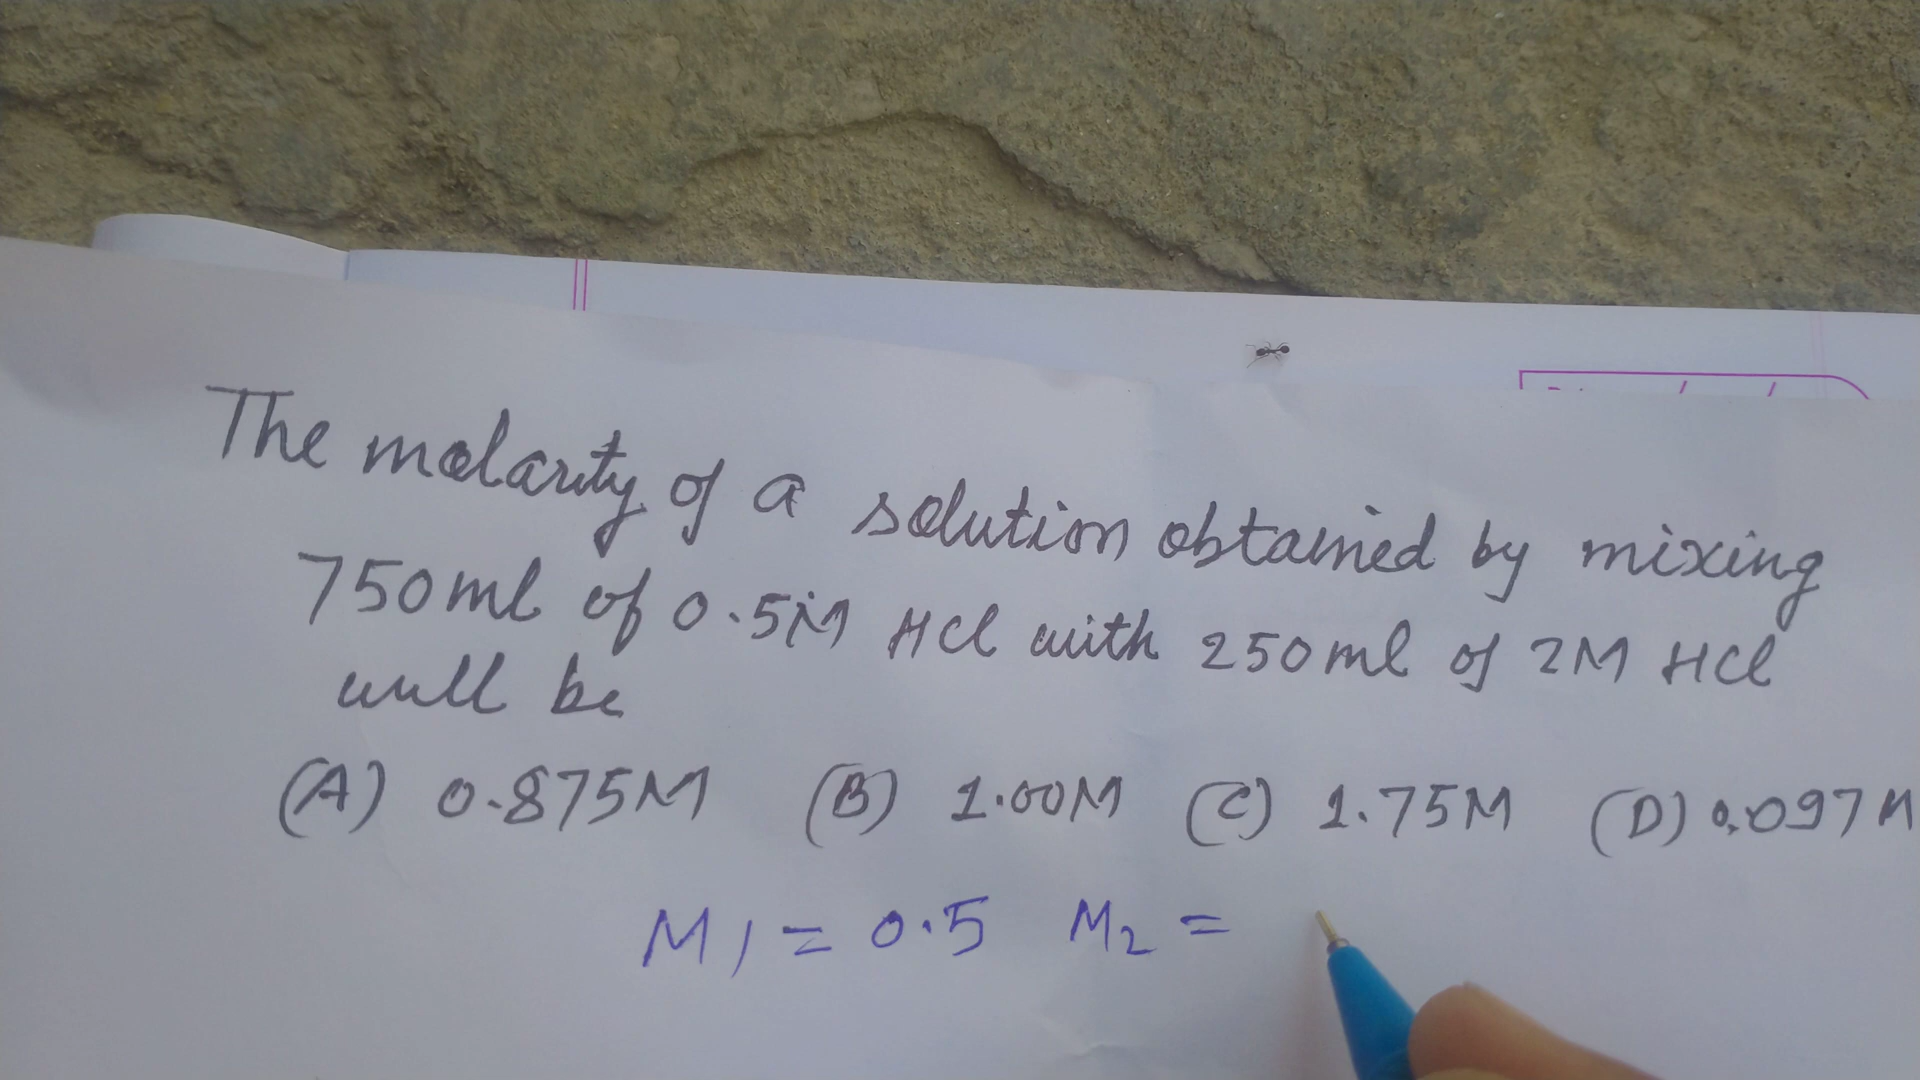 The molarity of a solution obtained by mixing
750ml of 0.5M HCl with 250ml of 2M HCl
will be
(A) 0.875M (B) 1.00M (C) 1.75M (D) 0.097M
M1 = 0.5 M2 =